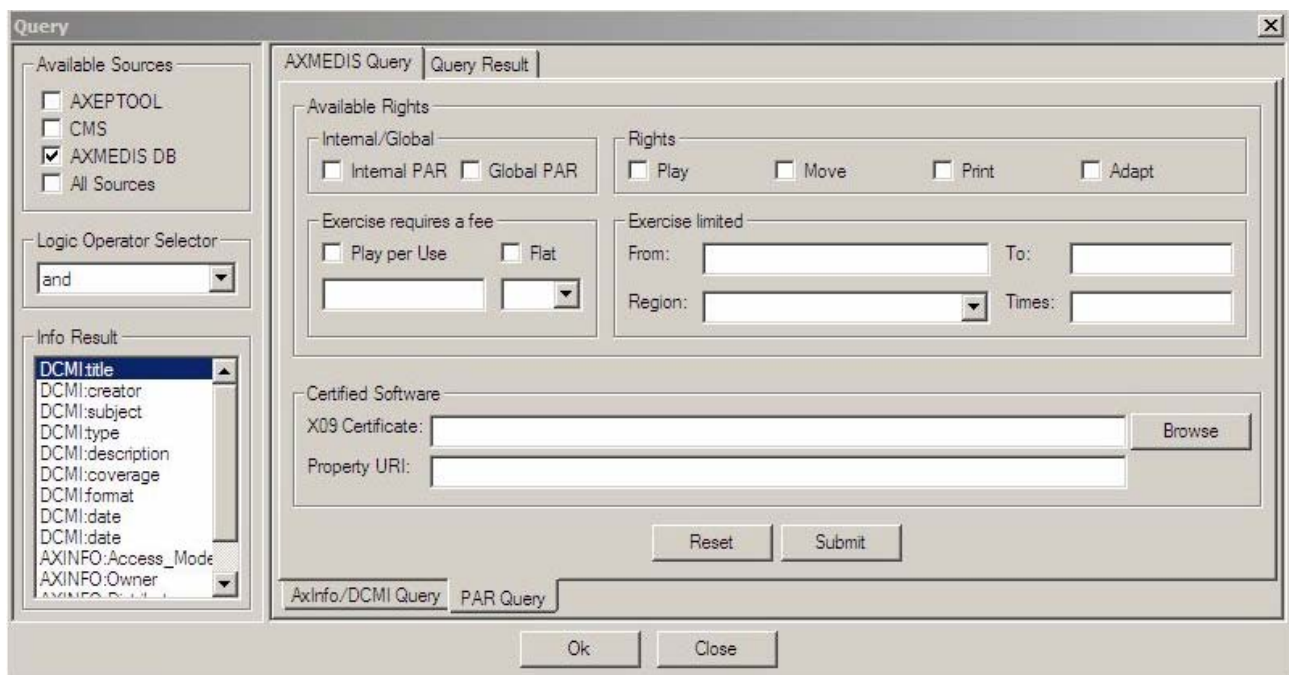 Query
Available Sources
AXEPTOOL
CMS
AXMEDIS DB
All Sources
Logic Operator Selector
and
Info Result
DCMI:title
DCMI:creator
DCMI:subject
DCMI:type
DCMI:description
DCMI:coverage
DCMI:format
DCMI:date
DCMI:date
AXINFO:Access_Mode
AXINFO:Owner
AXMEDIS Query Query Result
Available Rights
Internal/Global
Internal PAR Global PAR
Rights
Play Move Print Adapt
Exercise requires a fee
Play per Use Flat
Exercise limited
From: To:
Region: Times:
Certified Software
X09 Certificate: Browse
Property URI:
Reset Submit
AxInfo/DCMI Query PAR Query
Ok Close